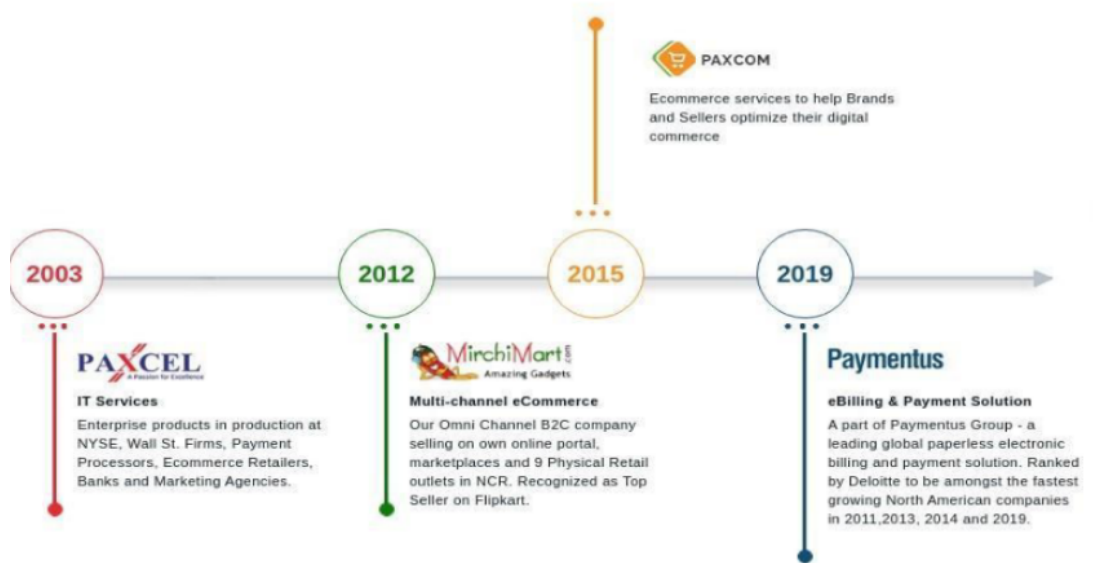 PAXCOM
Ecommerce services to help Brands
and Sellers optimize their digital
commerce
2003
2012
2015
2019
PAXCEL
A Passion for Excellence
IT Services
Enterprise products in production at
NYSE, Wall St. Firms, Payment
Processors, Ecommerce Retailers,
Banks and Marketing Agencies.
MirchiMart.com
Amazing Gadgets
Multi-channel eCommerce
Our Omni Channel B2C company
selling on own online portal,
marketplaces and 9 Physical Retail
outlets in NCR. Recognized as Top
Seller on Flipkart.
Paymentus
eBilling & Payment Solution
A part of Paymentus Group - a
leading global paperless electronic
billing and payment solution. Ranked
by Deloitte to be amongst the fastest
growing North American companies
in 2011,2013, 2014 and 2019.